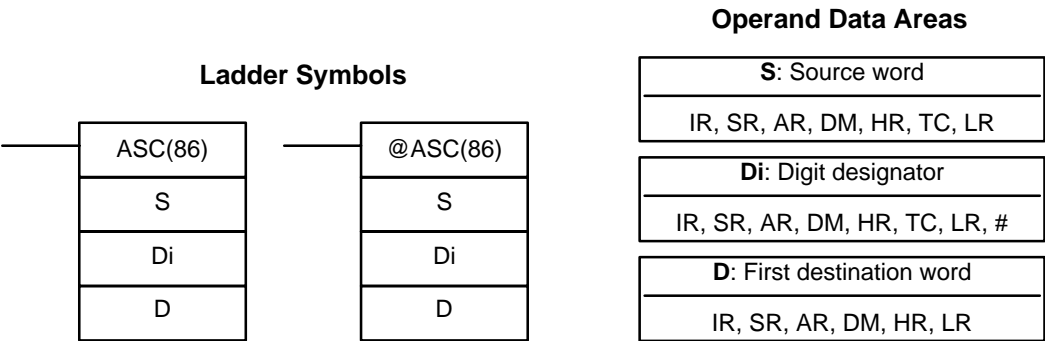 Ladder Symbols
ASC(86)
S
Di
D
@ASC(86)
S
Di
D
Operand Data Areas
S: Source word
IR, SR, AR, DM, HR, TC, LR
Di: Digit designator
IR, SR, AR, DM, HR, TC, LR, #
D: First destination word
IR, SR, AR, DM, HR, LR